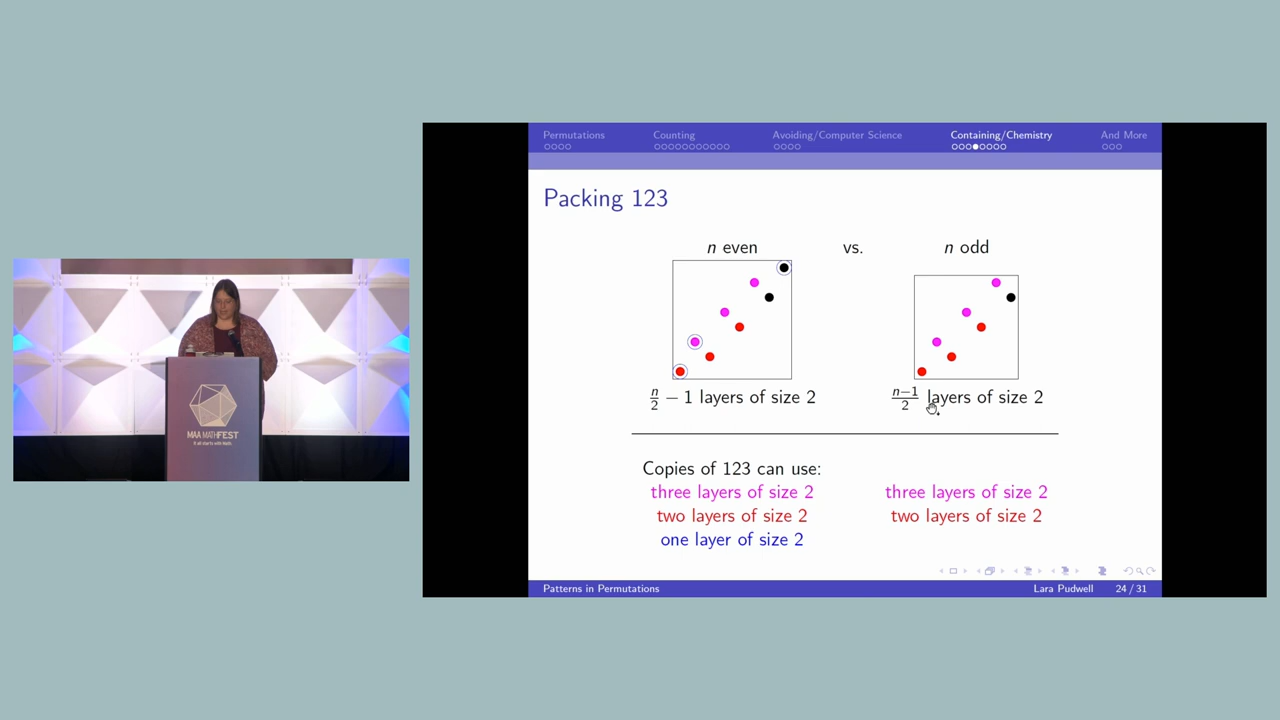 Permutations Counting Avoiding/Computer Science Containing/Chemistry And More
Packing 123
n even vs. n odd
n/2 − 1 layers of size 2
n−1/2 layers of size 2
Copies of 123 can use:
three layers of size 2
two layers of size 2
one layer of size 2
three layers of size 2
two layers of size 2
Patterns in Permutations Lara Pudwell 24 / 31
MAA MATHFEST